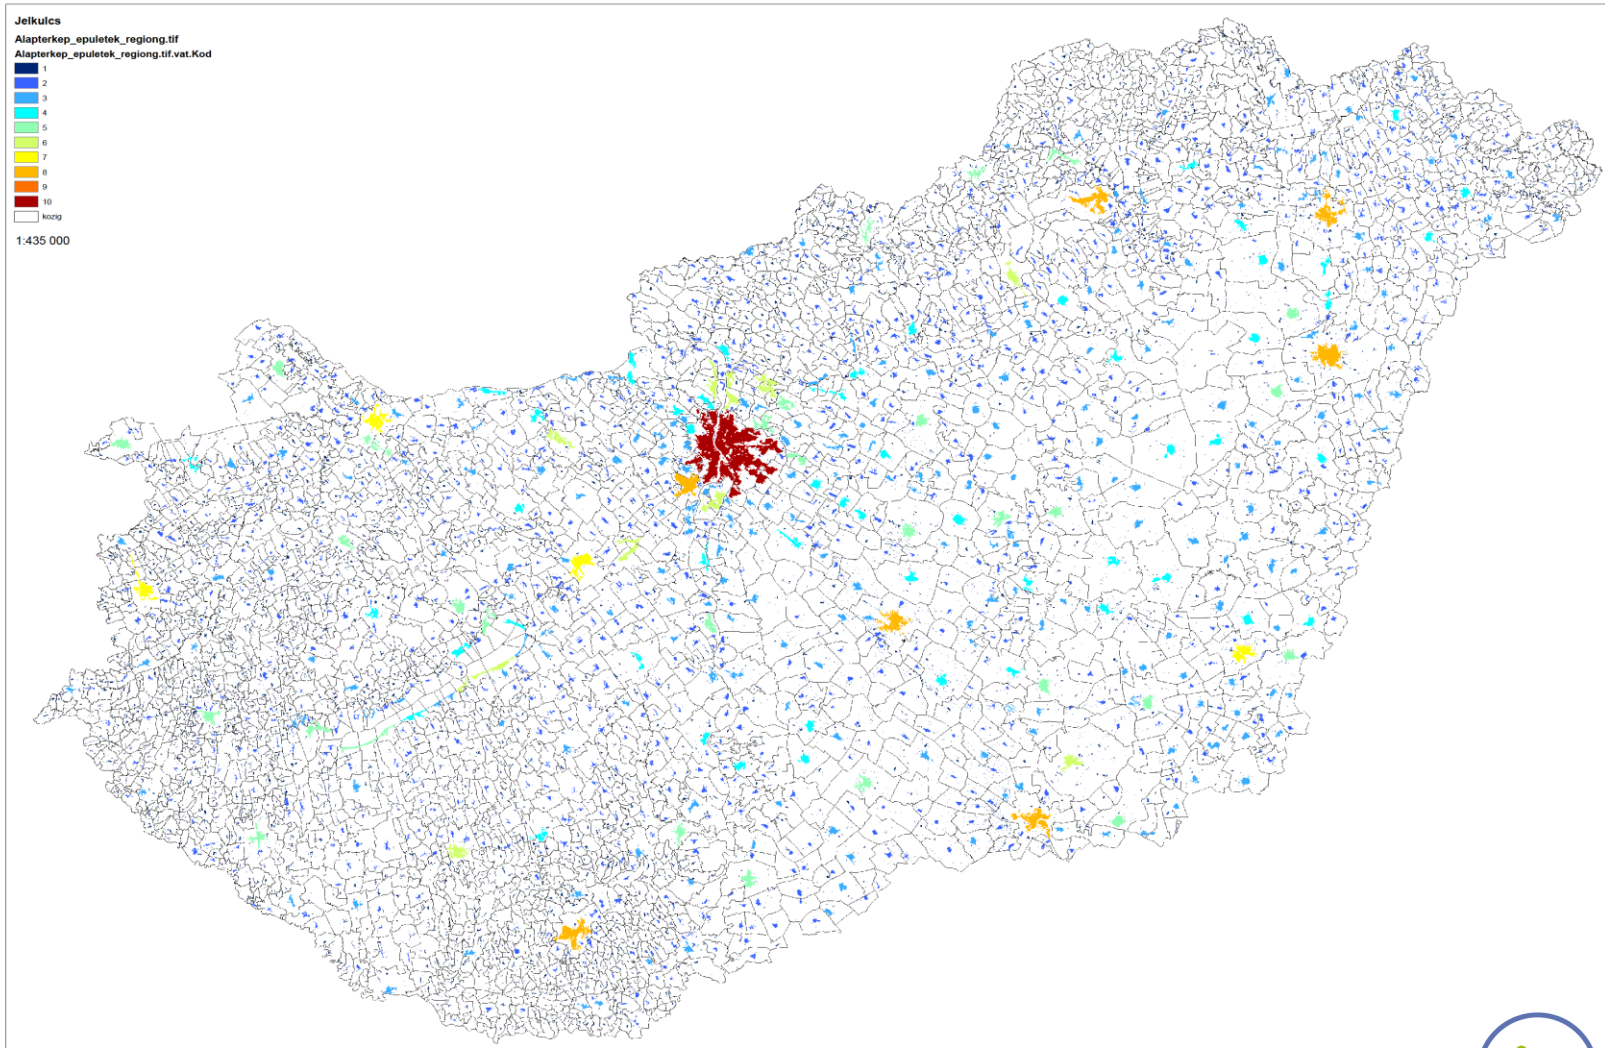 Jelkulcs
Alapterkep_epuletek_regiong.tif
Alapterkep_epuletek_regiong.tif.vat.Kod
1
2
3
4
5
6
7
8
9
10
kozig
1:435 000